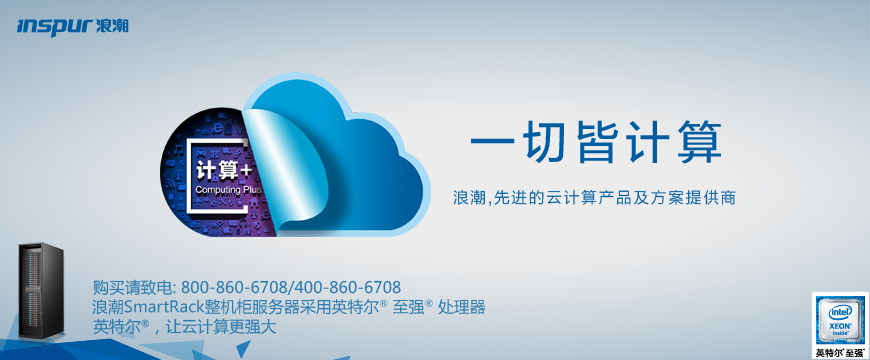 inspur 浪潮
计算+
Computing Plus
一切皆计算
浪潮,先进的云计算产品及方案提供商
购买请致电: 800-860-6708/400-860-6708
浪潮SmartRack整机柜服务器采用英特尔® 至强® 处理器
英特尔®，让云计算更强大
intel
XEON
inside
英特尔 至强